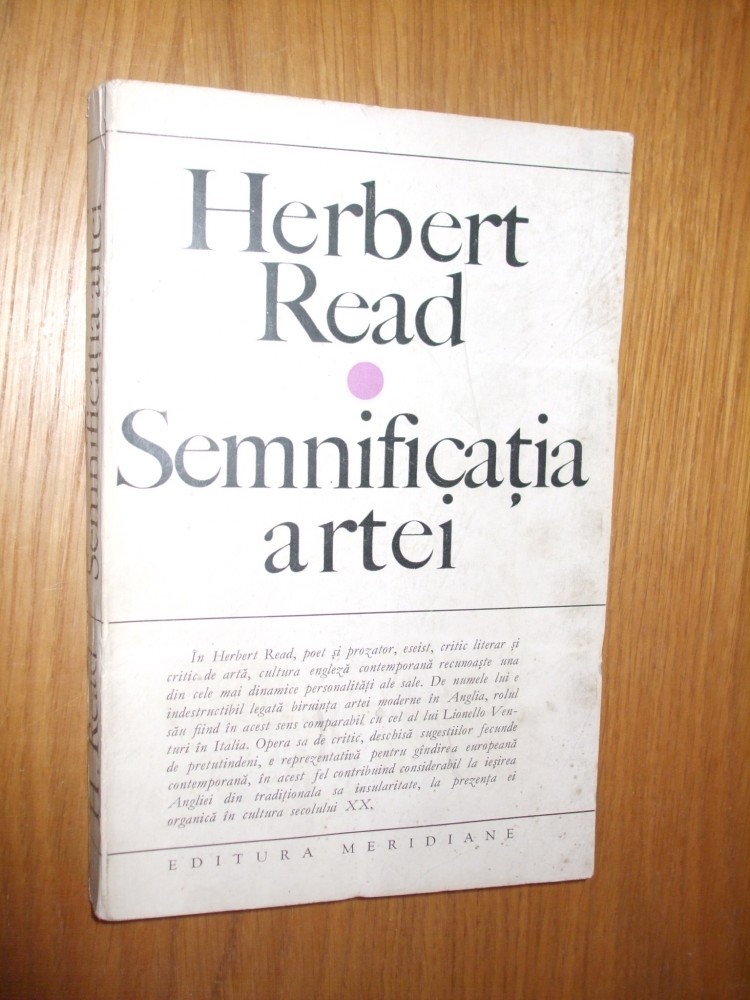 Herbert
Read
Semnificația
artei
În Herbert Read, poet și prozator, eseist, critic literar și
critic de artă, cultura engleză contemporană recunoaște una
din cele mai dinamice personalități ale sale. De numele lui e
indestructibil legată biruința artei moderne în Anglia, rolul
său fiind în acest sens comparabil cu cel al lui Lionello Ven-
turi în Italia. Opera sa de critic, deschisă sugestiilor fecunde
de pretutindeni, e reprezentativă pentru gîndirea europeană
contemporană, în acest fel contribuind considerabil la ieșirea
Angliei din tradiționala sa insularitate, la prezența ei
organică în cultura secolului XX.
EDITURA MERIDIANE
H. Read Semnificația artei